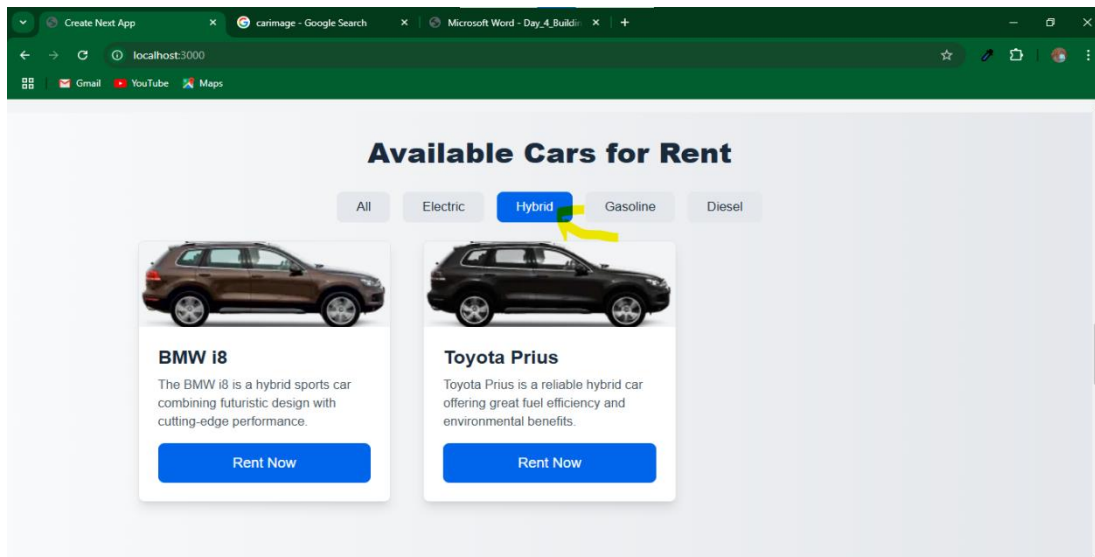 Create Next App
carimage - Google Search
Microsoft Word - Day_4_Buildin
localhost:3000
Gmail
YouTube
Maps
Available Cars for Rent
All
Electric
Hybrid
Gasoline
Diesel
BMW i8
The BMW i8 is a hybrid sports car
combining futuristic design with
cutting-edge performance.
Rent Now
Toyota Prius
Toyota Prius is a reliable hybrid car
offering great fuel efficiency and
environmental benefits.
Rent Now